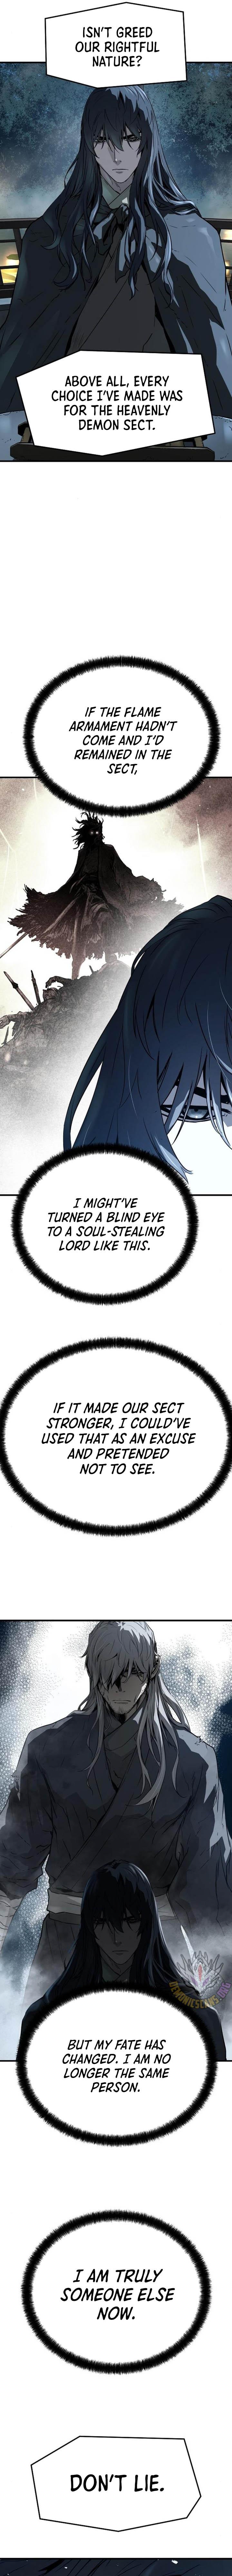 ISN'T GREED
OUR RIGHTFUL
NATURE?
ABOVE ALL, EVERY
CHOICE I'VE MADE WAS
FOR THE HEAVENLY
DEMON SECT.
IF THE FLAME
ARMAMENT HADN'T
COME AND I'D
REMAINED IN THE
SECT,
I MIGHT'VE
TURNED A BLIND EYE
TO A SOUL-STEALING
LORD LIKE THIS.
IF IT MADE OUR SECT
STRONGER, I COULD'VE
USED THAT AS AN EXCUSE
AND PRETENDED
NOT TO SEE.
BUT MY FATE HAS
CHANGED. I AM NO
LONGER THE SAME
PERSON.
I AM TRULY
SOMEONE ELSE
NOW.
DON'T LIE.